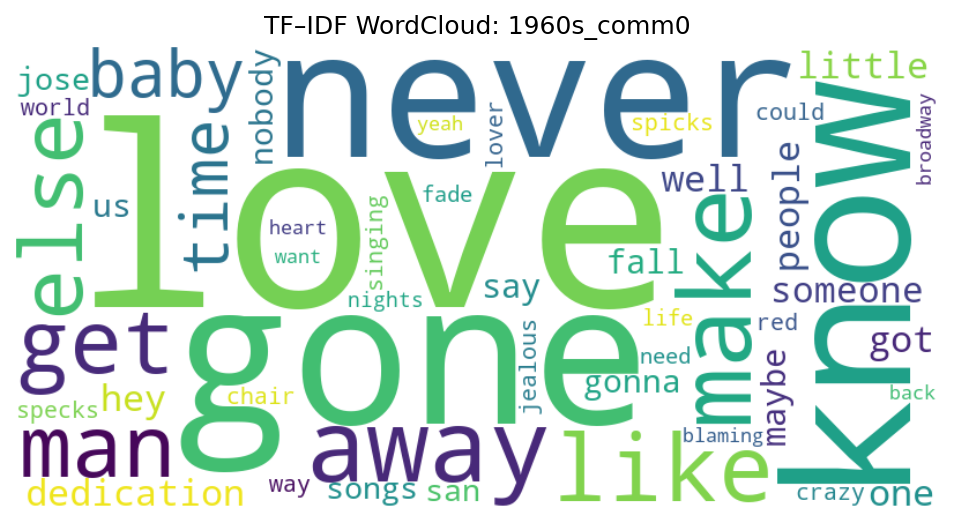 TF–IDF WordCloud: 1960s_comm0
jose
baby
nobody
never
little
world
yeah
lover
spicks
could
know
broadway
else
love
time
us
well
people
fade
heart
singing
want
make
fall
nights
say
someone
get
gone
life
red
got
jealous
need
maybe
gonna
specks
hey
chair
back
man
away
like
blaming
dedication
way
songs
san
crazy
one